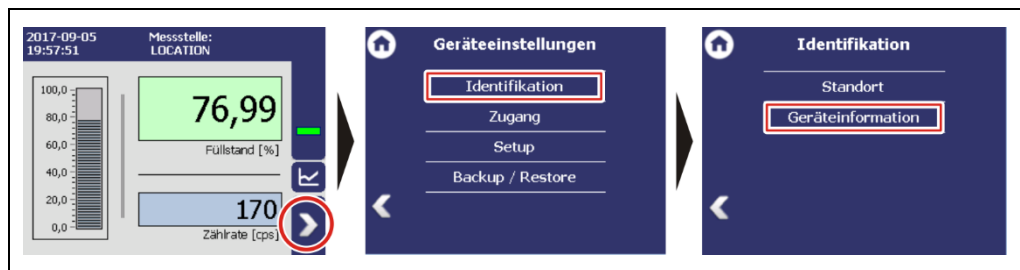 2017-09-05
19:57:51
Messstelle:
LOCATION
100,0
80,0
60,0
40,0
20,0
0,0
76,99
Füllstand [%]
170
Zählrate [cps]
Geräteeinstellungen
Identifikation
Zugang
Setup
Backup / Restore
Identifikation
Standort
Geräteinformation